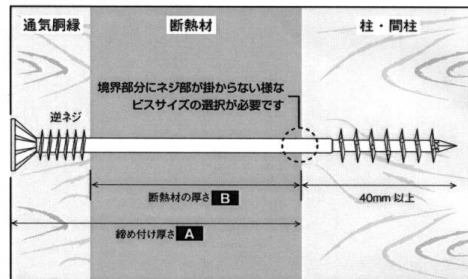 通気胴縁
断熱材
柱・間柱
境界部分にネジ部が掛からない様な
ビスサイズの選択が必要です
逆ネジ
断熱材の厚さ B
40mm 以上
締め付け厚さ A